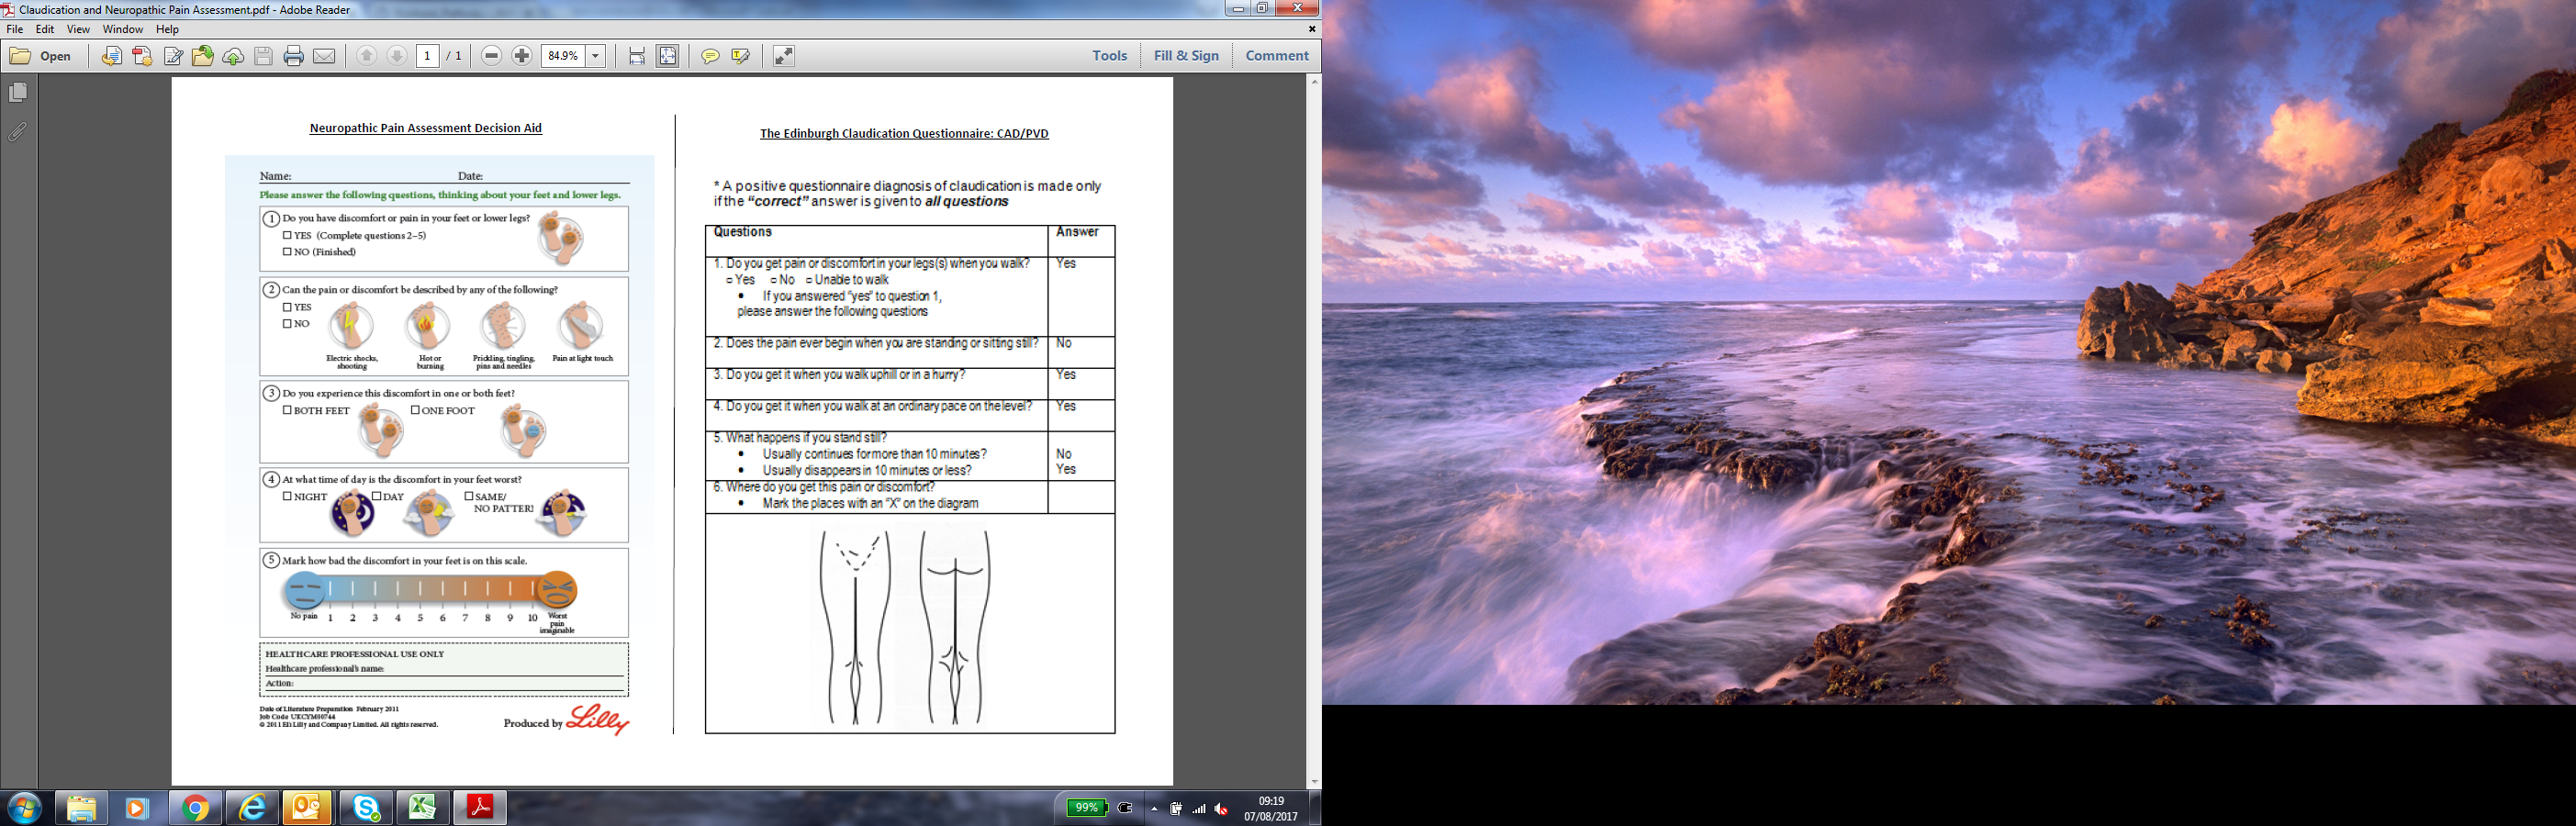 Claudication and Neuropathic Pain Assessment.pdf - Adobe Reader
File Edit View Window Help
Open 1 / 1 84.9% Tools Fill & Sign Comment
Neuropathic Pain Assessment Decision Aid
Name: Date:
Please answer the following questions, thinking about your feet and lower legs.
1 Do you have discomfort or pain in your feet or lower legs?
YES (Complete questions 2–5)
NO (Finished)
2 Can the pain or discomfort be described by any of the following?
YES
NO
Electric shocks, shooting
Hot or burning
Prickling, tingling, pins and needles
Pain at light touch
3 Do you experience this discomfort in one or both feet?
BOTH FEET ONE FOOT
4 At what time of day is the discomfort in your feet worst?
NIGHT DAY SAME/
NO PATTER
5 Mark how bad the discomfort in your feet is on this scale.
No pain 1 2 3 4 5 6 7 8 9 10 Worst
pain
imaginable
HEALTHCARE PROFESSIONAL USE ONLY
Healthcare professional's name:
Action:
Date of Literature Preparation February 2011
Job Code UKCYM00744
© 2011 Eli Lilly and Company Limited. All rights reserved.
Produced by Lilly
The Edinburgh Claudication Questionnaire: CAD/PVD
* A positive questionnaire diagnosis of claudication is made only
if the "correct" answer is given to all questions
Questions Answer
1. Do you get pain or discomfort in your legs(s) when you walk? Yes
Yes No Unable to walk
• If you answered "yes" to question 1,
please answer the following questions
2. Does the pain ever begin when you are standing or sitting still? No
3. Do you get it when you walk uphill or in a hurry? Yes
4. Do you get it when you walk at an ordinary pace on the level? Yes
5. What happens if you stand still?
• Usually continues for more than 10 minutes? No
• Usually disappears in 10 minutes or less? Yes
6. Where do you get this pain or discomfort?
• Mark the places with an "X" on the diagram
99%
09:19
07/08/2017